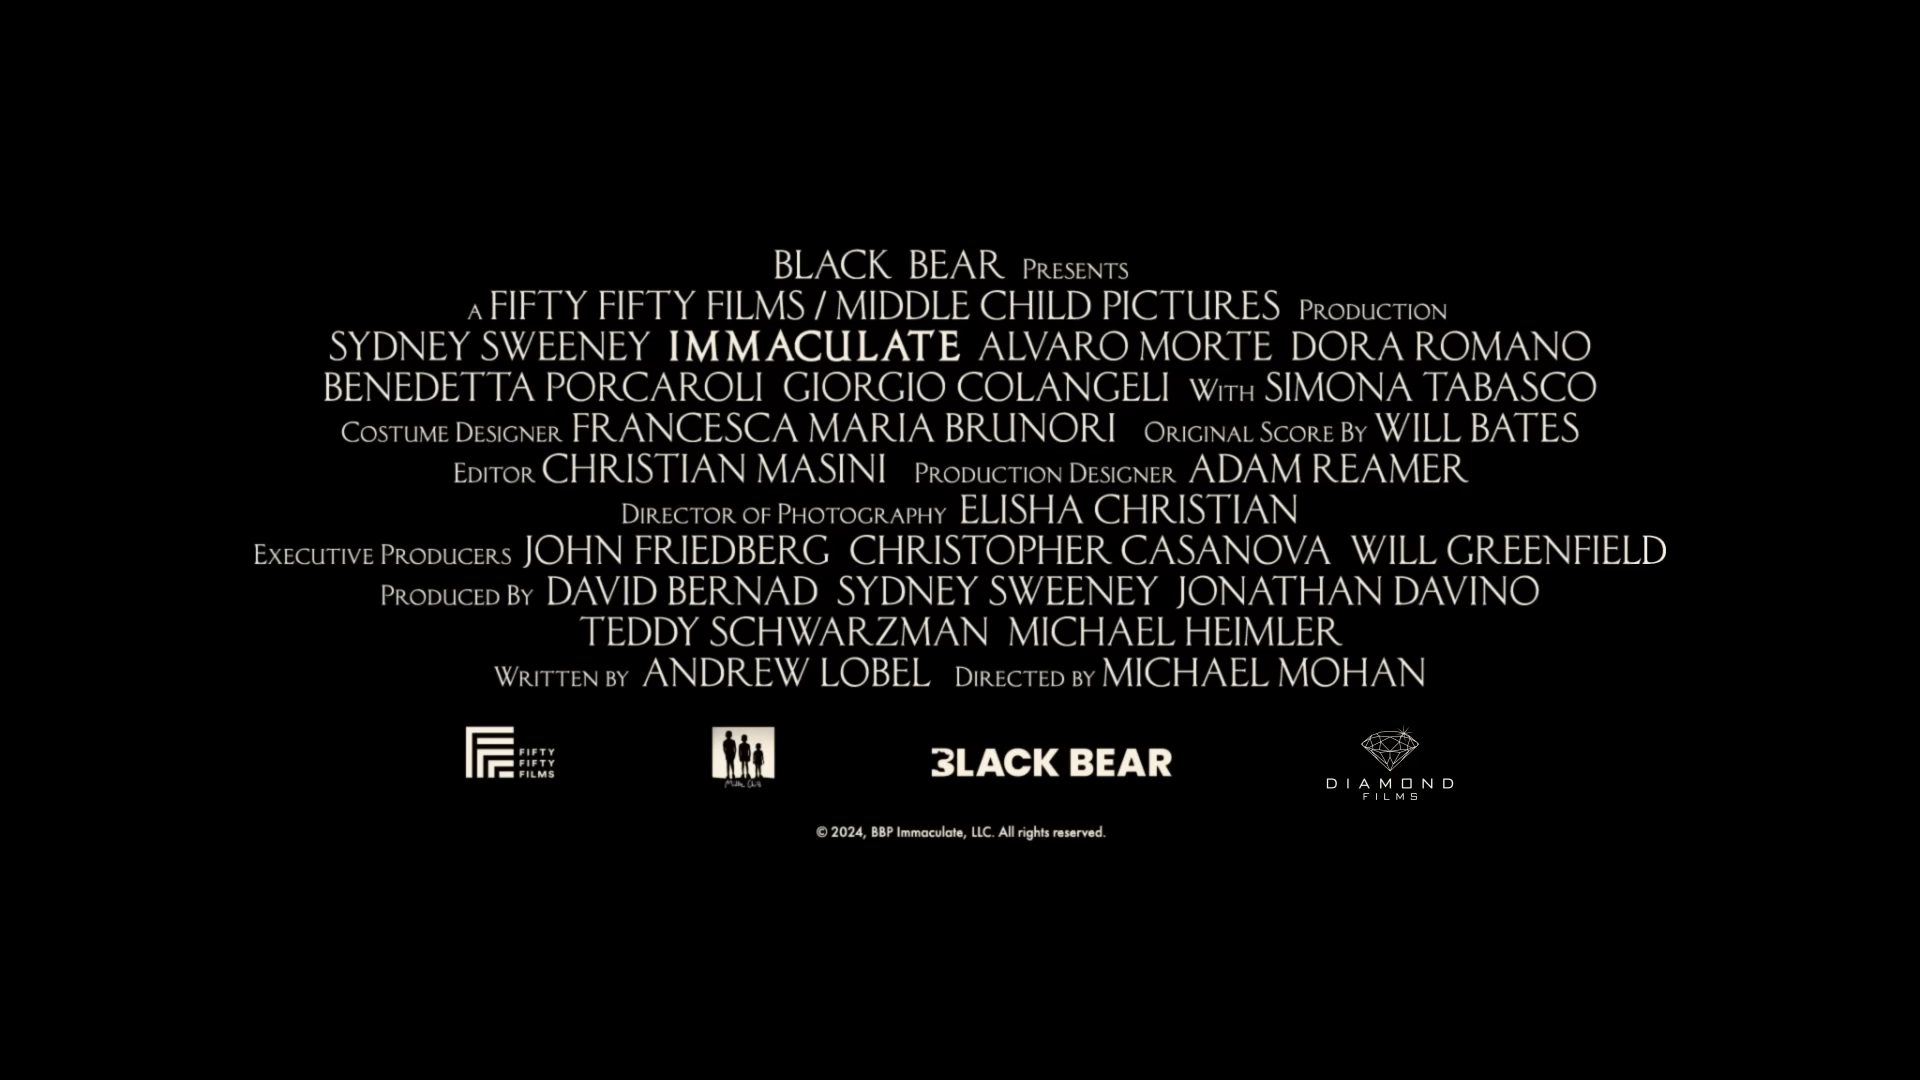 BLACK BEAR PRESENTS
A FIFTY FIFTY FILMS / MIDDLE CHILD PICTURES PRODUCTION
SYDNEY SWEENEY IMMACULATE ALVARO MORTE DORA ROMANO
BENEDETTA PORCAROLI GIORGIO COLANGELI WITH SIMONA TABASCO
COSTUME DESIGNER FRANCESCA MARIA BRUNORI ORIGINAL SCORE BY WILL BATES
EDITOR CHRISTIAN MASINI PRODUCTION DESIGNER ADAM REAMER
DIRECTOR OF PHOTOGRAPHY ELISHA CHRISTIAN
EXECUTIVE PRODUCERS JOHN FRIEDBERG CHRISTOPHER CASANOVA WILL GREENFIELD
PRODUCED BY DAVID BERNAD SYDNEY SWEENEY JONATHAN DAVINO
TEDDY SCHWARZMAN MICHAEL HEIMLER
WRITTEN BY ANDREW LOBEL DIRECTED BY MICHAEL MOHAN
FIFTY
FIFTY
FILMS
Middle Child
BLACK BEAR
DIAMOND
FILMS
© 2024, BBP Immaculate, LLC. All rights reserved.